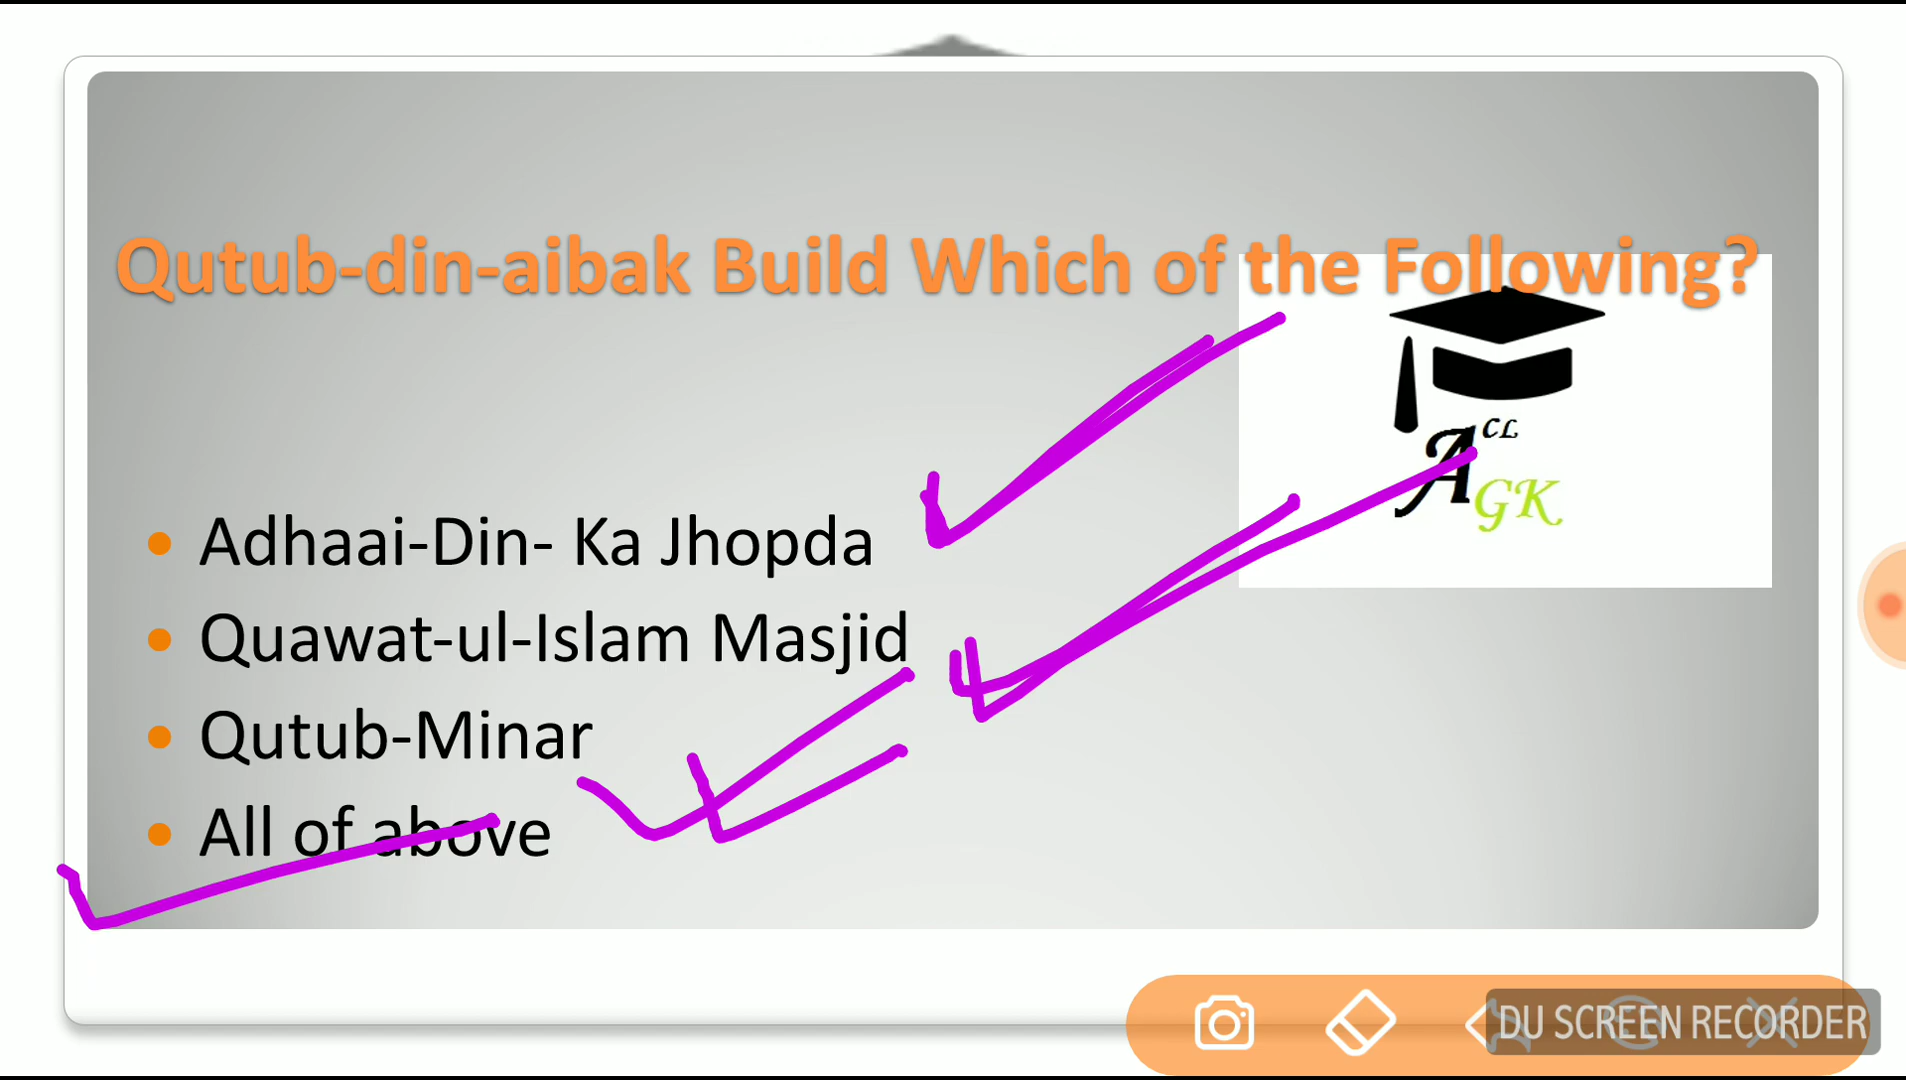 Qutub-din-aibak Build Which of the Following?
A CL
GK
Adhaai-Din- Ka Jhopda
Quawat-ul-Islam Masjid
Qutub-Minar
All of above
DU SCREEN RECORDER